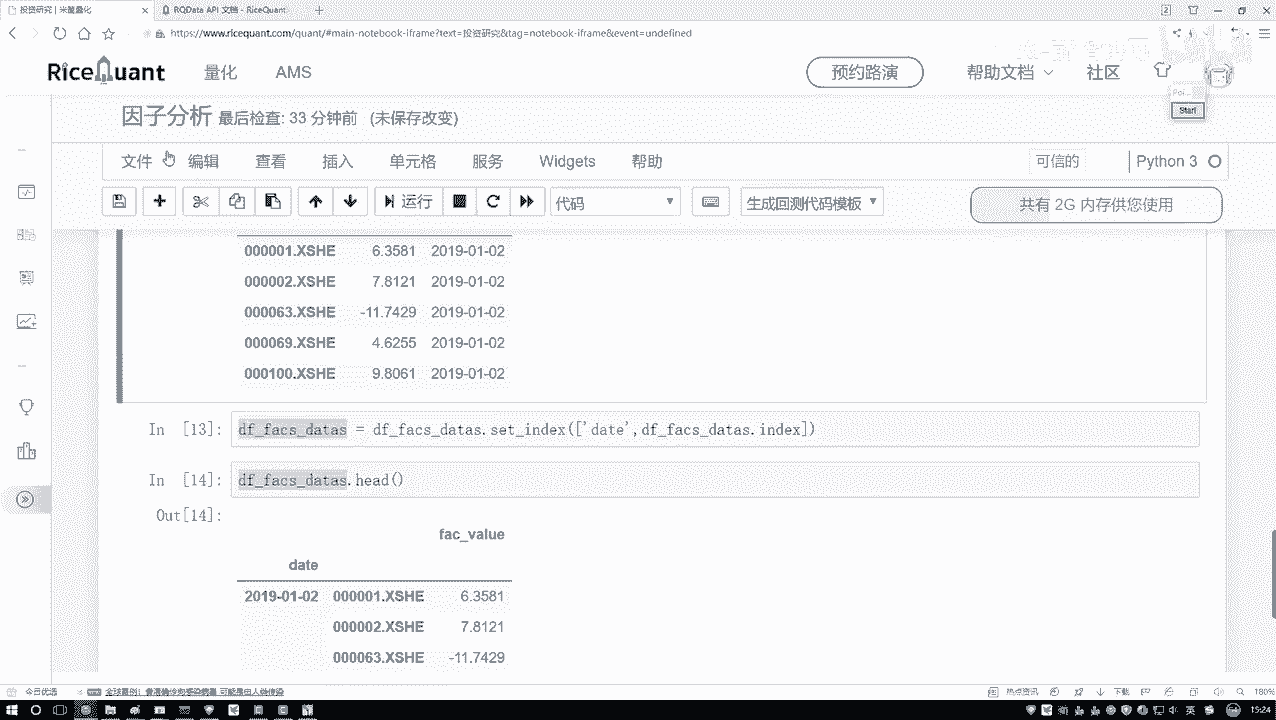 投资研究 | 米筐量化
RQData API 文档 - RiceQuant
https://www.ricequant.com/quant/#main-notebook-iframe?text=投资研究&tag=notebook-iframe&event=undefined
RiceQuant 量化 AMS 预约路演 帮助文档 社区
Start
因子分析 最后检查: 33 分钟前 (未保存改变)
文件 编辑 查看 插入 单元格 服务 Widgets 帮助 可信的 Python 3
运行 代码 生成回测代码模板 共有 2G 内存供您使用
000001.XSHE 6.3581 2019-01-02
000002.XSHE 7.8121 2019-01-02
000063.XSHE -11.7429 2019-01-02
000069.XSHE 4.6255 2019-01-02
000100.XSHE 9.8061 2019-01-02
In [13]: df_facs_datas = df_facs_datas.set_index(['date',df_facs_datas.index])
In [14]: df_facs_datas.head()
Out[14]:
fac_value
date
2019-01-02 000001.XSHE 6.3581
000002.XSHE 7.8121
000063.XSHE -11.7429
今日优选
热点资讯 下载 180%
英 15:24